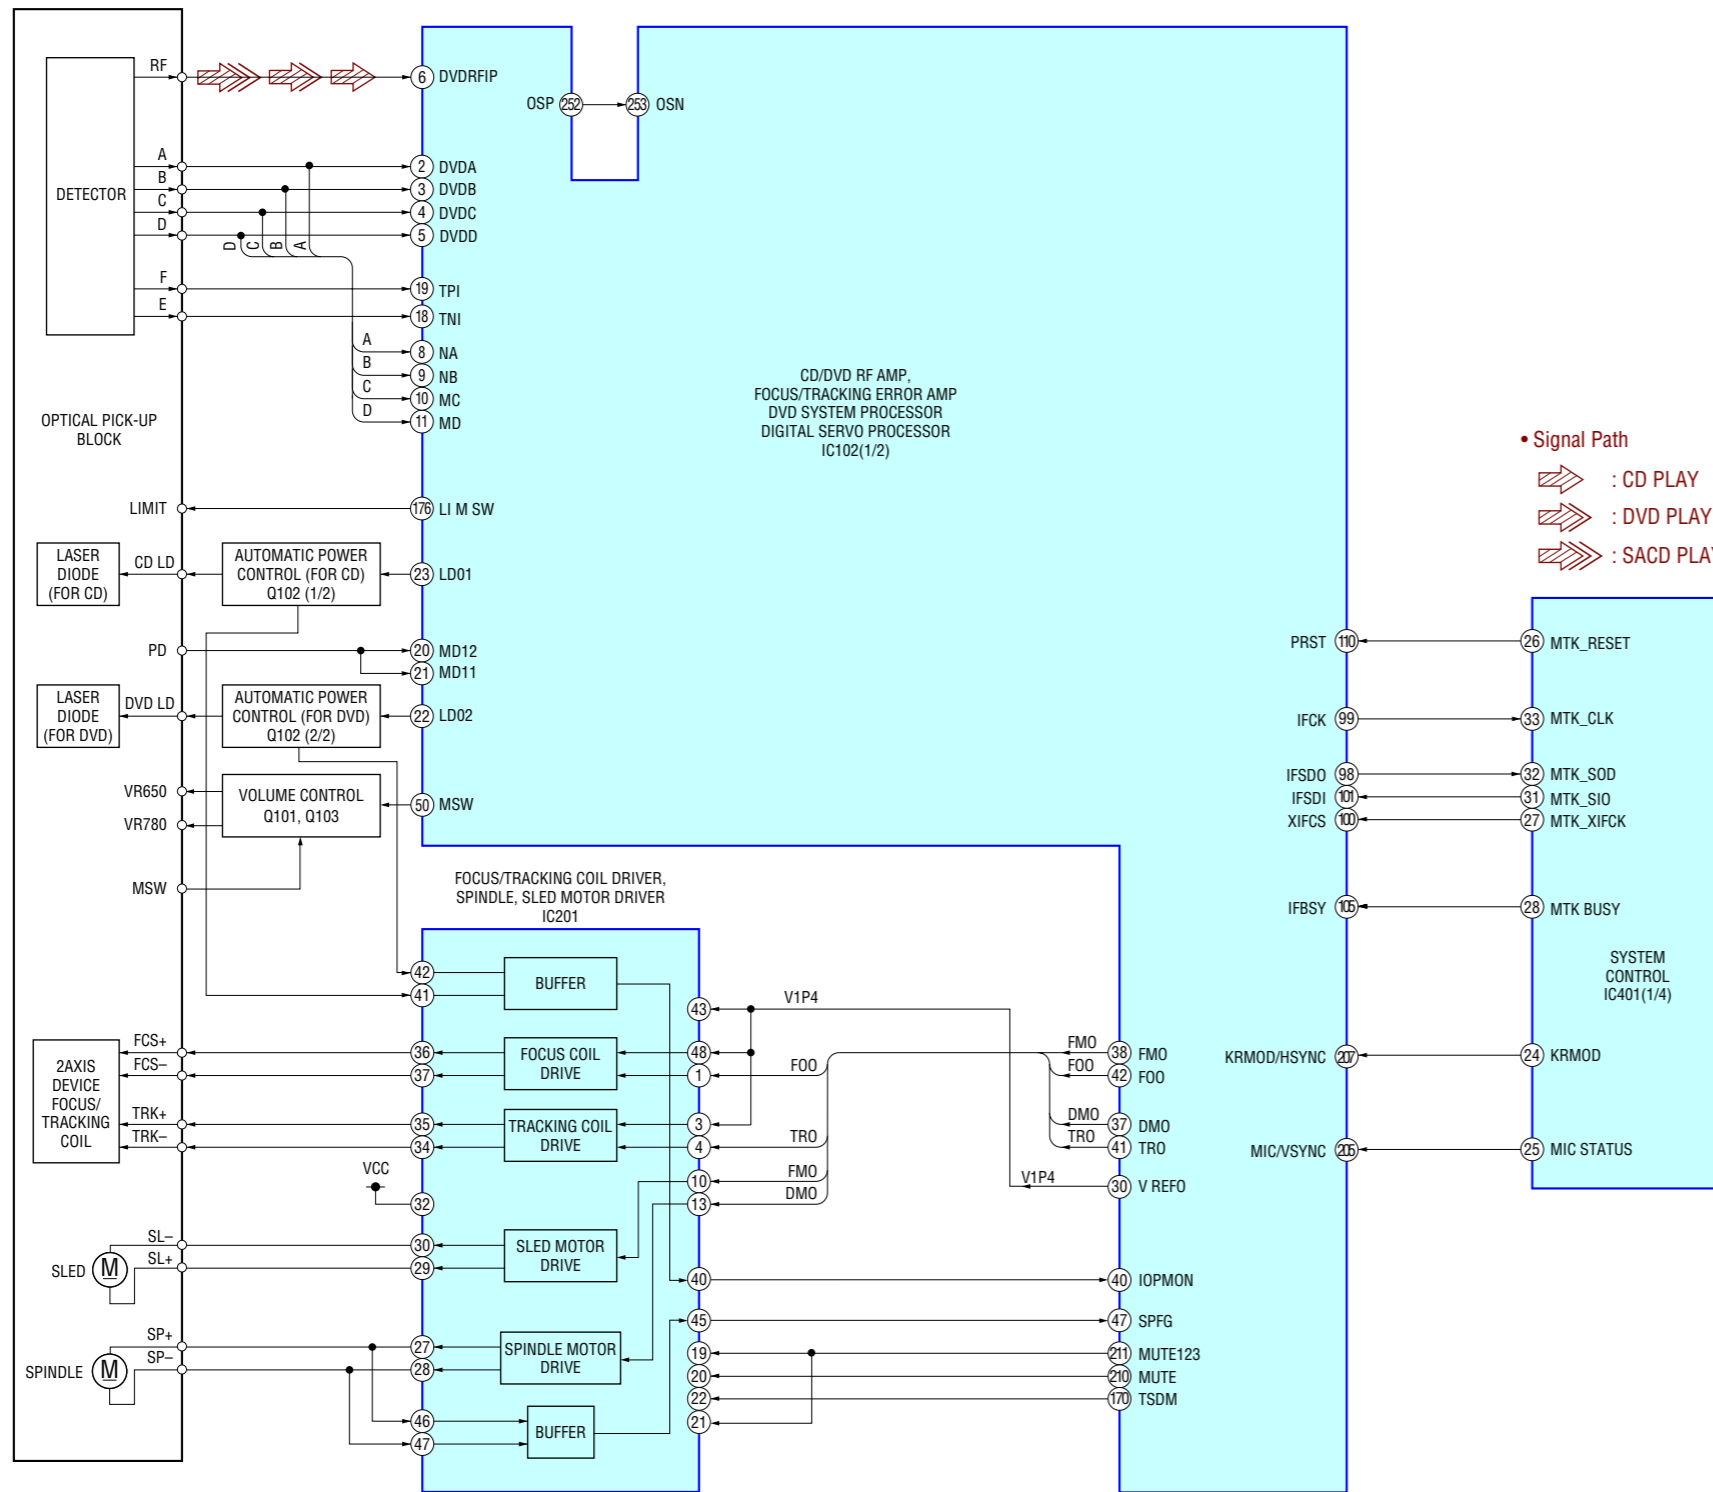 RF
6 DVDRFIP
OSP 252
253 OSN
A
B
C
D
DETECTOR
2 DVDA
3 DVDB
4 DVDC
5 DVDD
D
C
B
A
F
E
19 TPI
18 TNI
A
B
C
D
8 NA
9 NB
10 MC
11 MD
OPTICAL PICK-UP
BLOCK
CD/DVD RF AMP,
FOCUS/TRACKING ERROR AMP
DVD SYSTEM PROCESSOR
DIGITAL SERVO PROCESSOR
IC102(1/2)
• Signal Path
: CD PLAY
: DVD PLAY
: SACD PLAY
LIMIT
176 LI M SW
LASER
DIODE
(FOR CD)
CD LD
AUTOMATIC POWER
CONTROL (FOR CD)
Q102 (1/2)
23 LD01
PD
20 MD12
21 MD11
LASER
DIODE
(FOR DVD)
DVD LD
AUTOMATIC POWER
CONTROL (FOR DVD)
Q102 (2/2)
22 LD02
VR650
VR780
VOLUME CONTROL
Q101, Q103
50 MSW
MSW
PRST 110
26 MTK_RESET
IFCK 99
33 MTK_CLK
IFSDO 98
32 MTK_SOD
IFSDI 101
31 MTK_SIO
XIFCS 100
27 MTK_XIFCK
IFBSY 105
28 MTK BUSY
SYSTEM
CONTROL
IC401(1/4)
KRMOD/HSYNC 207
24 KRMOD
MIC/VSYNC 205
25 MIC STATUS
FOCUS/TRACKING COIL DRIVER,
SPINDLE, SLED MOTOR DRIVER
IC201
42
41
BUFFER
43
V1P4
2AXIS
DEVICE
FOCUS/
TRACKING
COIL
FCS+
FCS–
TRK+
TRK–
36
37
FOCUS COIL
DRIVE
48
1
FOO
35
34
TRACKING COIL
DRIVE
3
4
TRO
10
FMO
13
DMO
FMO
38 FMO
FOO
42 FOO
DMO
37 DMO
TRO
41 TRO
V1P4
30 V REFO
VCC
32
SLED
M
SL–
SL+
30
29
SLED MOTOR
DRIVE
40
40 IOPMON
SPINDLE
M
SP+
SP–
27
28
SPINDLE MOTOR
DRIVE
45
47 SPFG
19
211 MUTE123
20
210 MUTE
22
170 TSDM
21
46
47
BUFFER